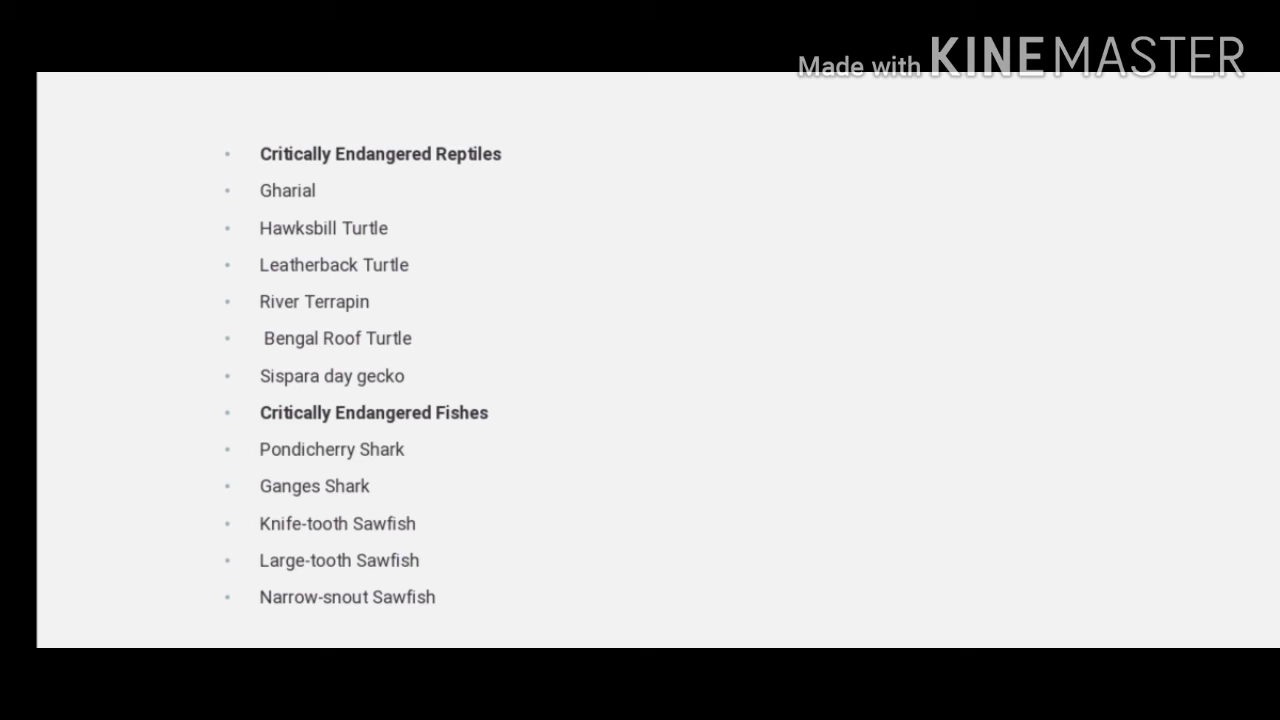 Made with KINEMASTER
• Critically Endangered Reptiles
• Gharial
• Hawksbill Turtle
• Leatherback Turtle
• River Terrapin
• Bengal Roof Turtle
• Sispara day gecko
• Critically Endangered Fishes
• Pondicherry Shark
• Ganges Shark
• Knife-tooth Sawfish
• Large-tooth Sawfish
• Narrow-snout Sawfish